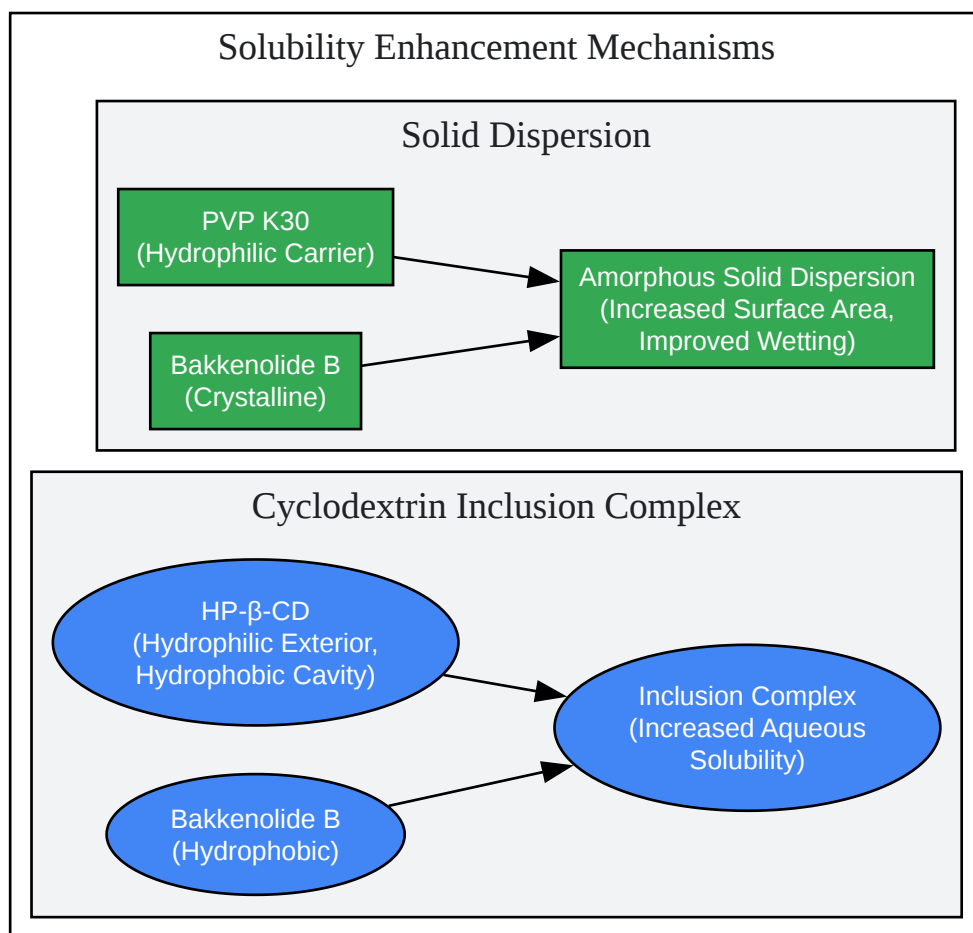 Solubility Enhancement Mechanisms
Solid Dispersion
PVP K30
(Hydrophilic Carrier)
Bakkenolide B
(Crystalline)
Amorphous Solid Dispersion
(Increased Surface Area,
Improved Wetting)
Cyclodextrin Inclusion Complex
HP-β-CD
(Hydrophilic Exterior,
Hydrophobic Cavity)
Bakkenolide B
(Hydrophobic)
Inclusion Complex
(Increased Aqueous
Solubility)